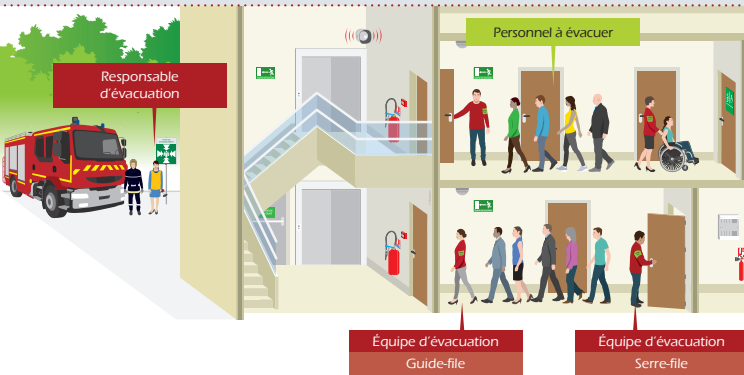 Personnel à évacuer
Responsable
d'évacuation
Équipe d'évacuation
Guide-file
Équipe d'évacuation
Serre-file